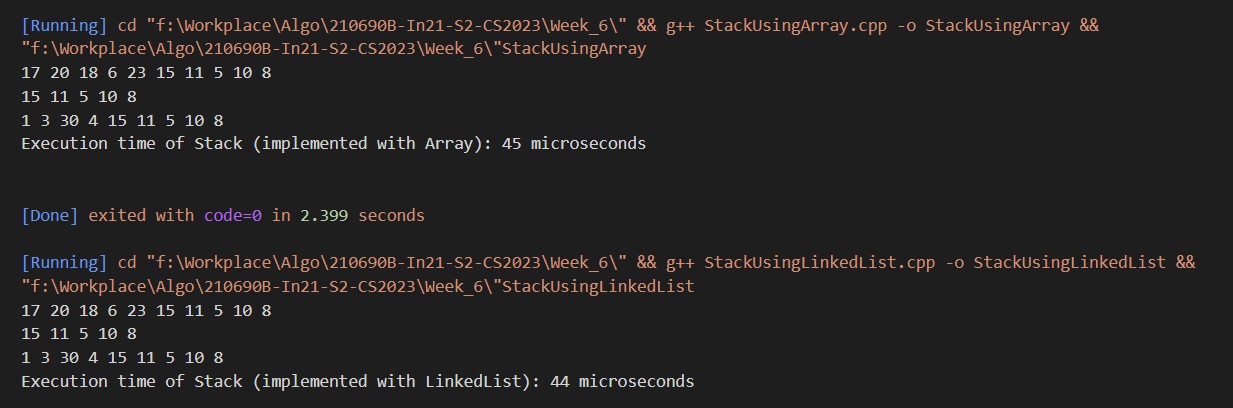 [Running] cd "f:\Workplace\Algo\210690B-In21-S2-CS2023\Week_6\" && g++ StackUsingArray.cpp -o StackUsingArray &&
"f:\Workplace\Algo\210690B-In21-S2-CS2023\Week_6\"StackUsingArray
17 20 18 6 23 15 11 5 10 8
15 11 5 10 8
1 3 30 4 15 11 5 10 8
Execution time of Stack (implemented with Array): 45 microseconds
[Done] exited with code=0 in 2.399 seconds
[Running] cd "f:\Workplace\Algo\210690B-In21-S2-CS2023\Week_6\" && g++ StackUsingLinkedList.cpp -o StackUsingLinkedList &&
"f:\Workplace\Algo\210690B-In21-S2-CS2023\Week_6\"StackUsingLinkedList
17 20 18 6 23 15 11 5 10 8
15 11 5 10 8
1 3 30 4 15 11 5 10 8
Execution time of Stack (implemented with LinkedList): 44 microseconds